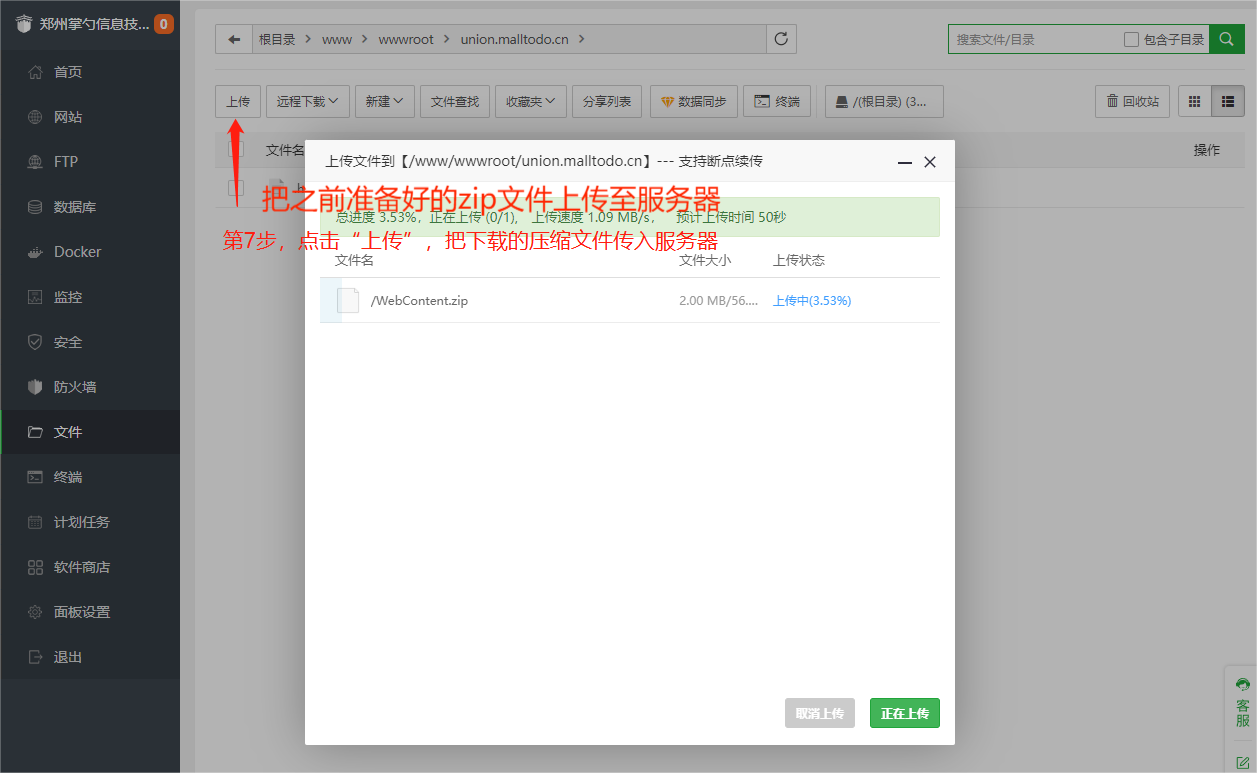 郑州掌勺信息技... 0
首页
网站
FTP
数据库
Docker
监控
安全
防火墙
文件
终端
计划任务
软件商店
面板设置
退出
根目录 > www > wwwroot > union.malltodo.cn >
搜索文件/目录 包含子目录
上传 远程下载 新建 文件查找 收藏夹 分享列表 数据同步 终端 /(根目录) (3... 回收站
文件名 操作
上传文件到【/www/wwwroot/union.malltodo.cn】--- 支持断点续传
把之前准备好的zip文件上传至服务器
总进度 3.53%，正在上传 (0/1)， 上传速度 1.09 MB/s， 预计上传时间 50秒
第7步，点击“上传”，把下载的压缩文件传入服务器
文件名 文件大小 上传状态
/WebContent.zip 2.00 MB/56.... 上传中(3.53%)
取消上传 正在上传
客
服